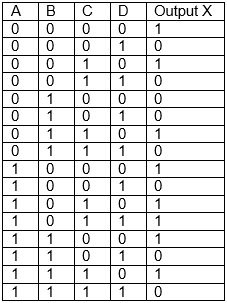 A B C D Output X
0 0 0 0 1
0 0 0 1 0
0 0 1 0 1
0 0 1 1 0
0 1 0 0 0
0 1 0 1 0
0 1 1 0 1
0 1 1 1 0
1 0 0 0 1
1 0 0 1 0
1 0 1 0 1
1 0 1 1 1
1 1 0 0 1
1 1 0 1 0
1 1 1 0 1
1 1 1 1 0